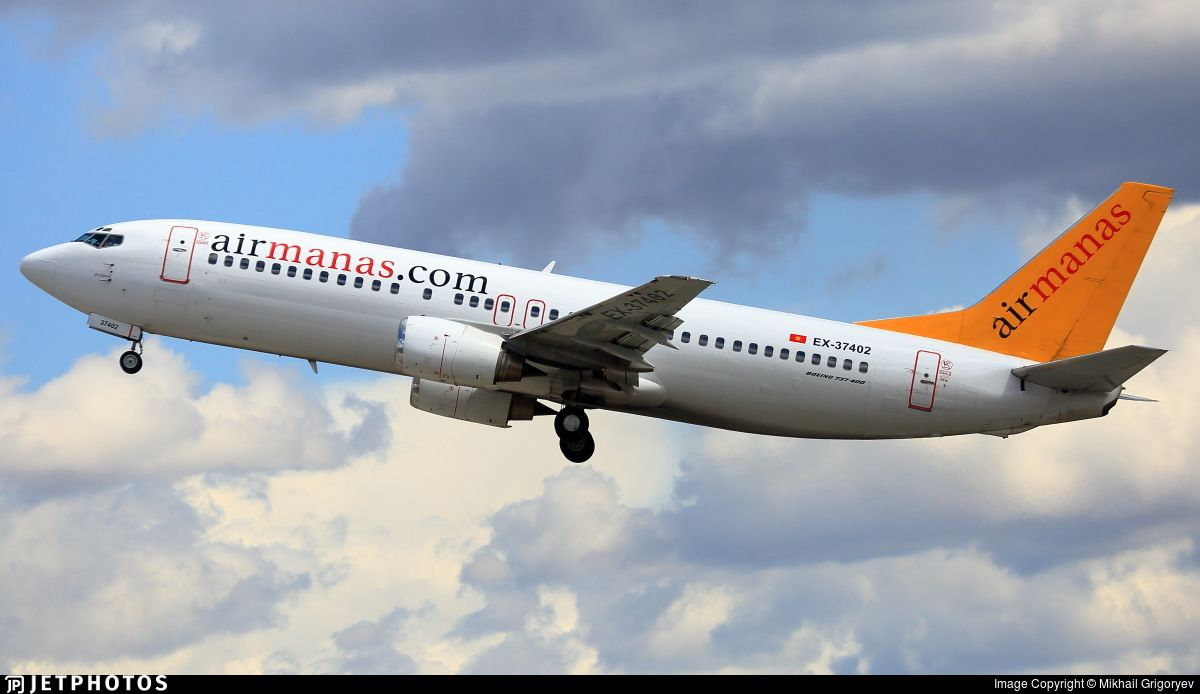 airmanas.com
airmanas
EX-37402
EX-37402
BOEING 737-400
37402
JETPHOTOS
Image Copyright © Mikhail Grigoryev